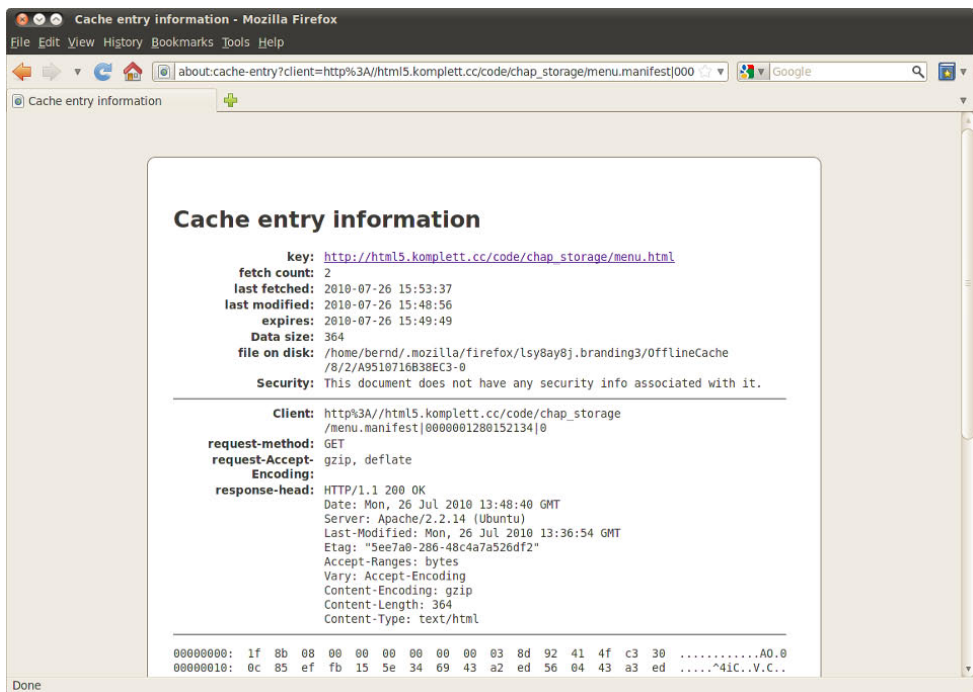 Cache entry information - Mozilla Firefox
File Edit View History Bookmarks Tools Help
about:cache-entry?client=http%3A//html5.komplett.cc/code/chap_storage/menu.manifest|000 Google
Cache entry information
Cache entry information
key: http://html5.komplett.cc/code/chap_storage/menu.html
fetch count: 2
last fetched: 2010-07-26 15:53:37
last modified: 2010-07-26 15:48:56
expires: 2010-07-26 15:49:49
Data size: 364
file on disk: /home/bernd/.mozilla/firefox/lsy8ay8j.branding3/OfflineCache
/8/2/A9510716B38EC3-0
Security: This document does not have any security info associated with it.
Client: http%3A//html5.komplett.cc/code/chap_storage
/menu.manifest|0000001280152134|0
request-method: GET
request-Accept- gzip, deflate
Encoding:
response-head: HTTP/1.1 200 OK
Date: Mon, 26 Jul 2010 13:48:40 GMT
Server: Apache/2.2.14 (Ubuntu)
Last-Modified: Mon, 26 Jul 2010 13:36:54 GMT
Etag: "5ee7a0-286-48c4a7a526df2"
Accept-Ranges: bytes
Vary: Accept-Encoding
Content-Encoding: gzip
Content-Length: 364
Content-Type: text/html
00000000: 1f 8b 08 00 00 00 00 00 00 03 8d 92 41 4f c3 30 ............AO.0
00000010: 0c 85 ef fb 15 5e 34 69 43 a2 ed 56 04 43 a3 ed .....^4iC..V.C..
Done